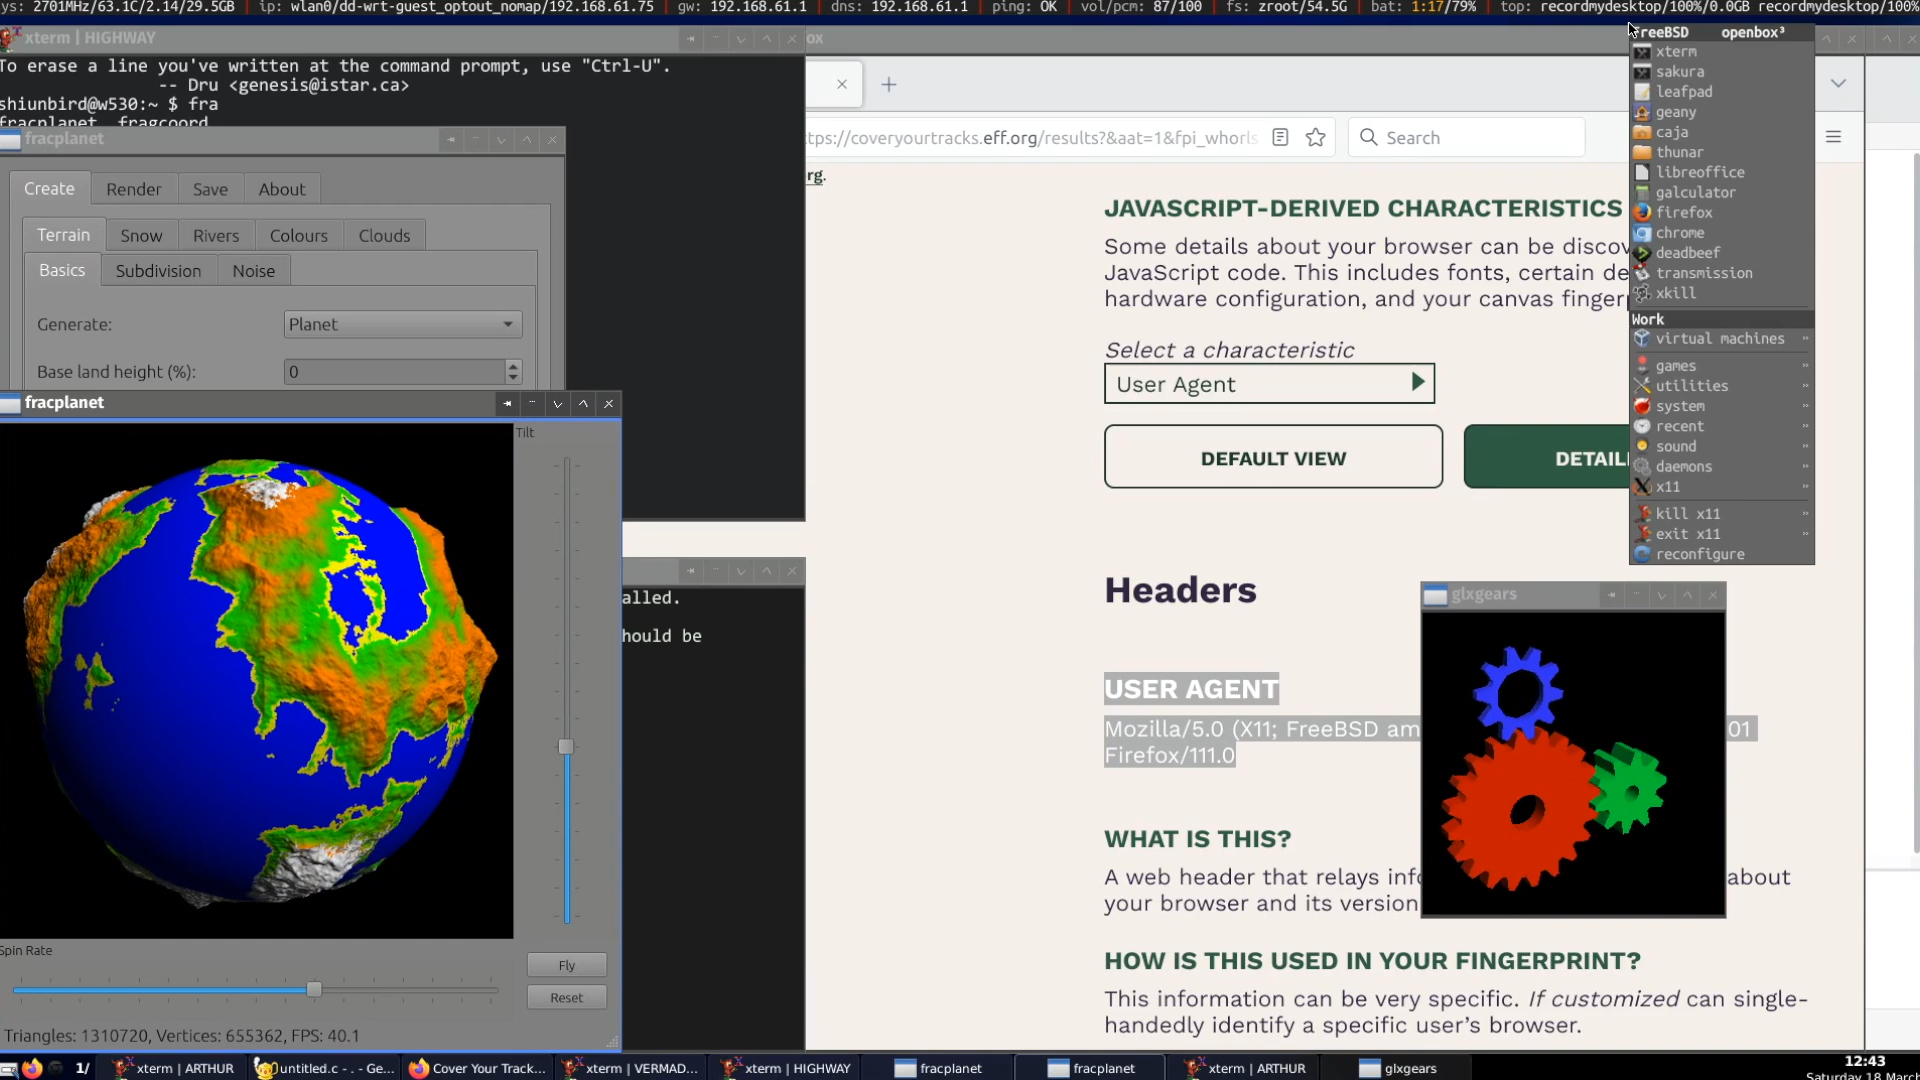 ys: 2701MHz/63.1C/2.14/29.5GB | ip: wlan0/dd-wrt-guest_optout_nomap/192.168.61.75 | gw: 192.168.61.1 | dns: 192.168.61.1 | ping: OK | vol/pcm: 87/100 | fs: zroot/54.5G | bat: 1:17/79% | top: recordmydesktop/100%/0.0GB recordmydesktop/100%
xterm | HIGHWAY
To erase a line you've written at the command prompt, use "Ctrl-U".
-- Dru <genesis@istar.ca>
shiunbird@w530:~ $ fra
fracplanet fragcoord
fracplanet
Create Render Save About
Terrain Snow Rivers Colours Clouds
Basics Subdivision Noise
Generate: Planet
Base land height (%): 0
fracplanet
Tilt
Spin Rate
Fly
Reset
Triangles: 1310720, Vertices: 655362, FPS: 40.1
alled.
hould be
ox
tps://coveryourtracks.eff.org/results?&aat=1&fpi_whorls
Search
rg.
JAVASCRIPT-DERIVED CHARACTERISTICS
Some details about your browser can be discov
JavaScript code. This includes fonts, certain de
hardware configuration, and your canvas finger
Select a characteristic
User Agent
DEFAULT VIEW
DETAIL
Headers
USER AGENT
Mozilla/5.0 (X11; FreeBSD am 01
Firefox/111.0
WHAT IS THIS?
A web header that relays info about
your browser and its version
HOW IS THIS USED IN YOUR FINGERPRINT?
This information can be very specific. If customized can single-
handedly identify a specific user's browser.
FreeBSD openbox³
xterm
sakura
leafpad
geany
caja
thunar
libreoffice
galculator
firefox
chrome
deadbeef
transmission
xkill
Work
virtual machines
games
utilities
system
recent
sound
daemons
x11
kill x11
exit x11
reconfigure
glxgears
1/ xterm | ARTHUR untitled.c - . - Ge... Cover Your Track... xterm | VERMAD... xterm | HIGHWAY fracplanet fracplanet xterm | ARTHUR glxgears
12:43
Saturday 18 March